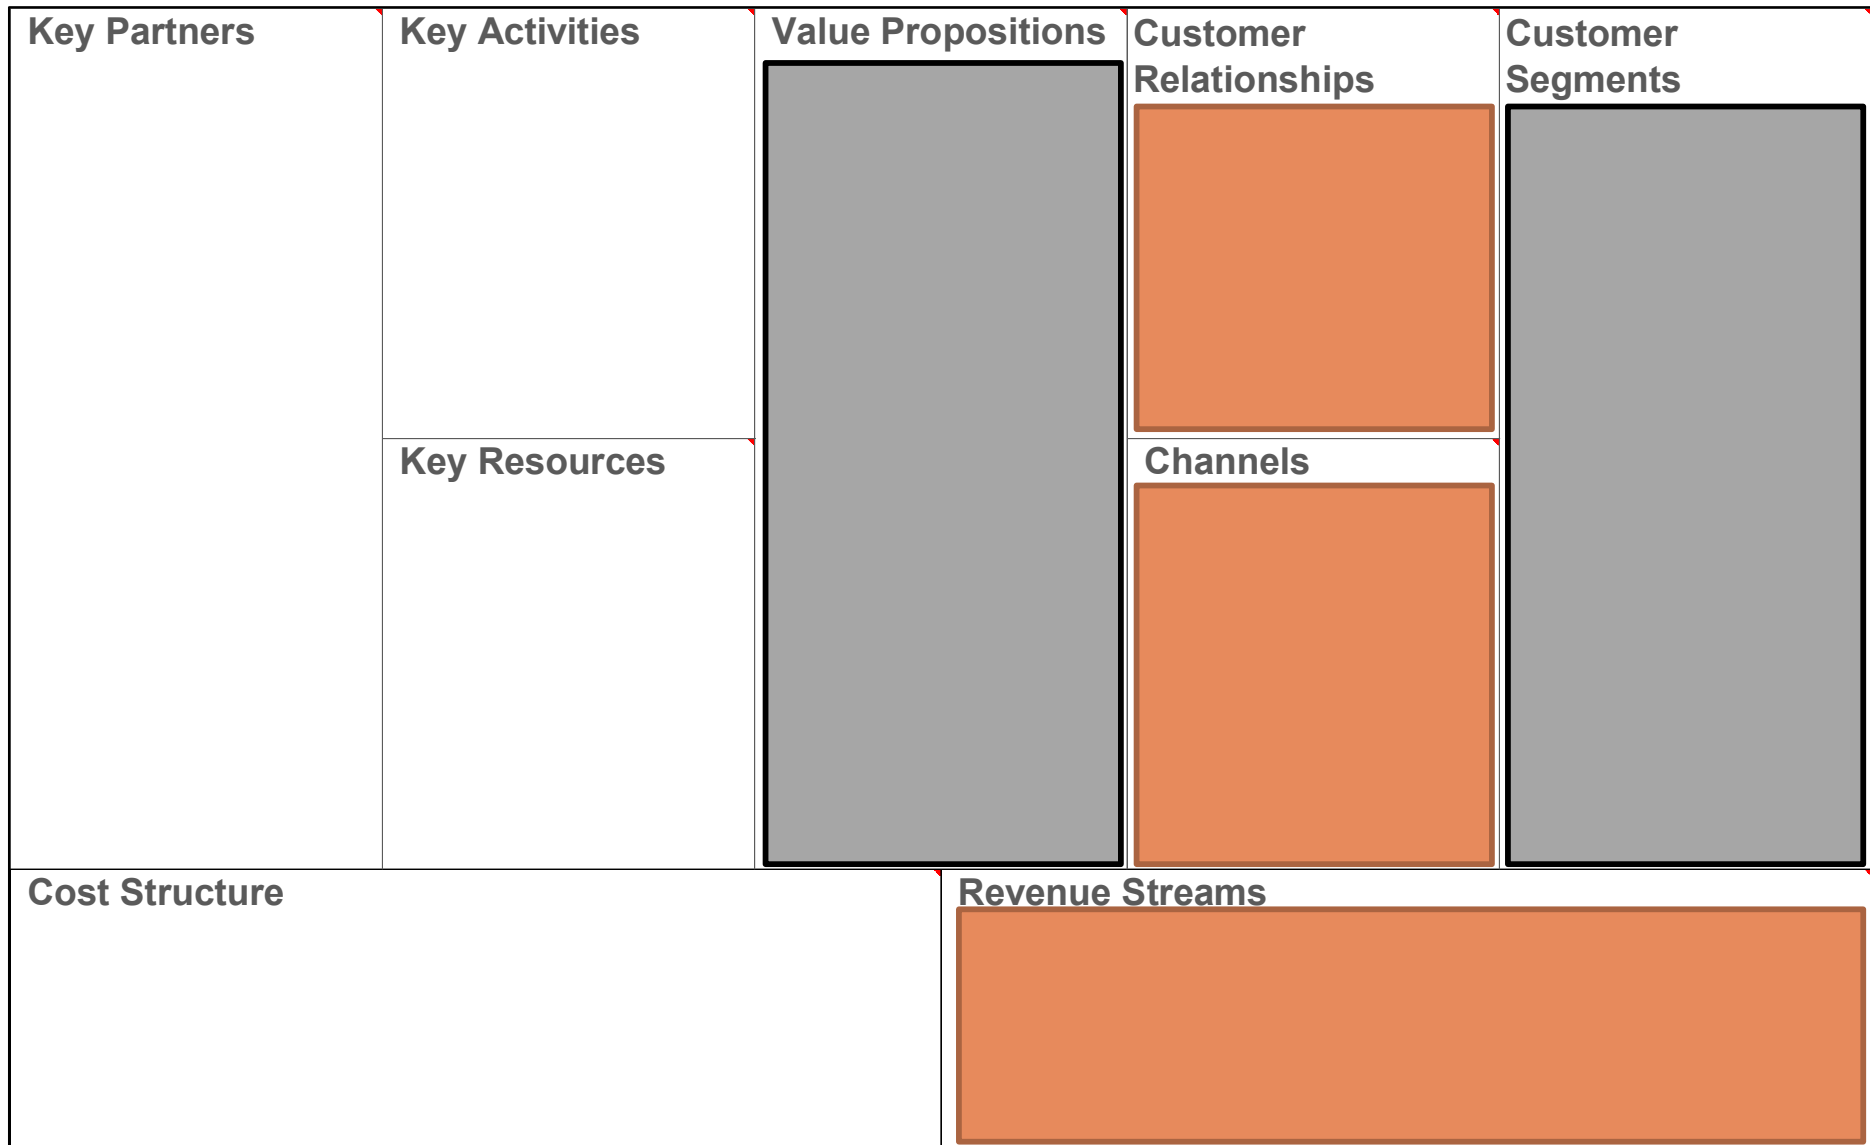 Key Partners
Key Activities
Value Propositions
Customer
Relationships
Customer
Segments
Key Resources
Channels
Cost Structure
Revenue Streams